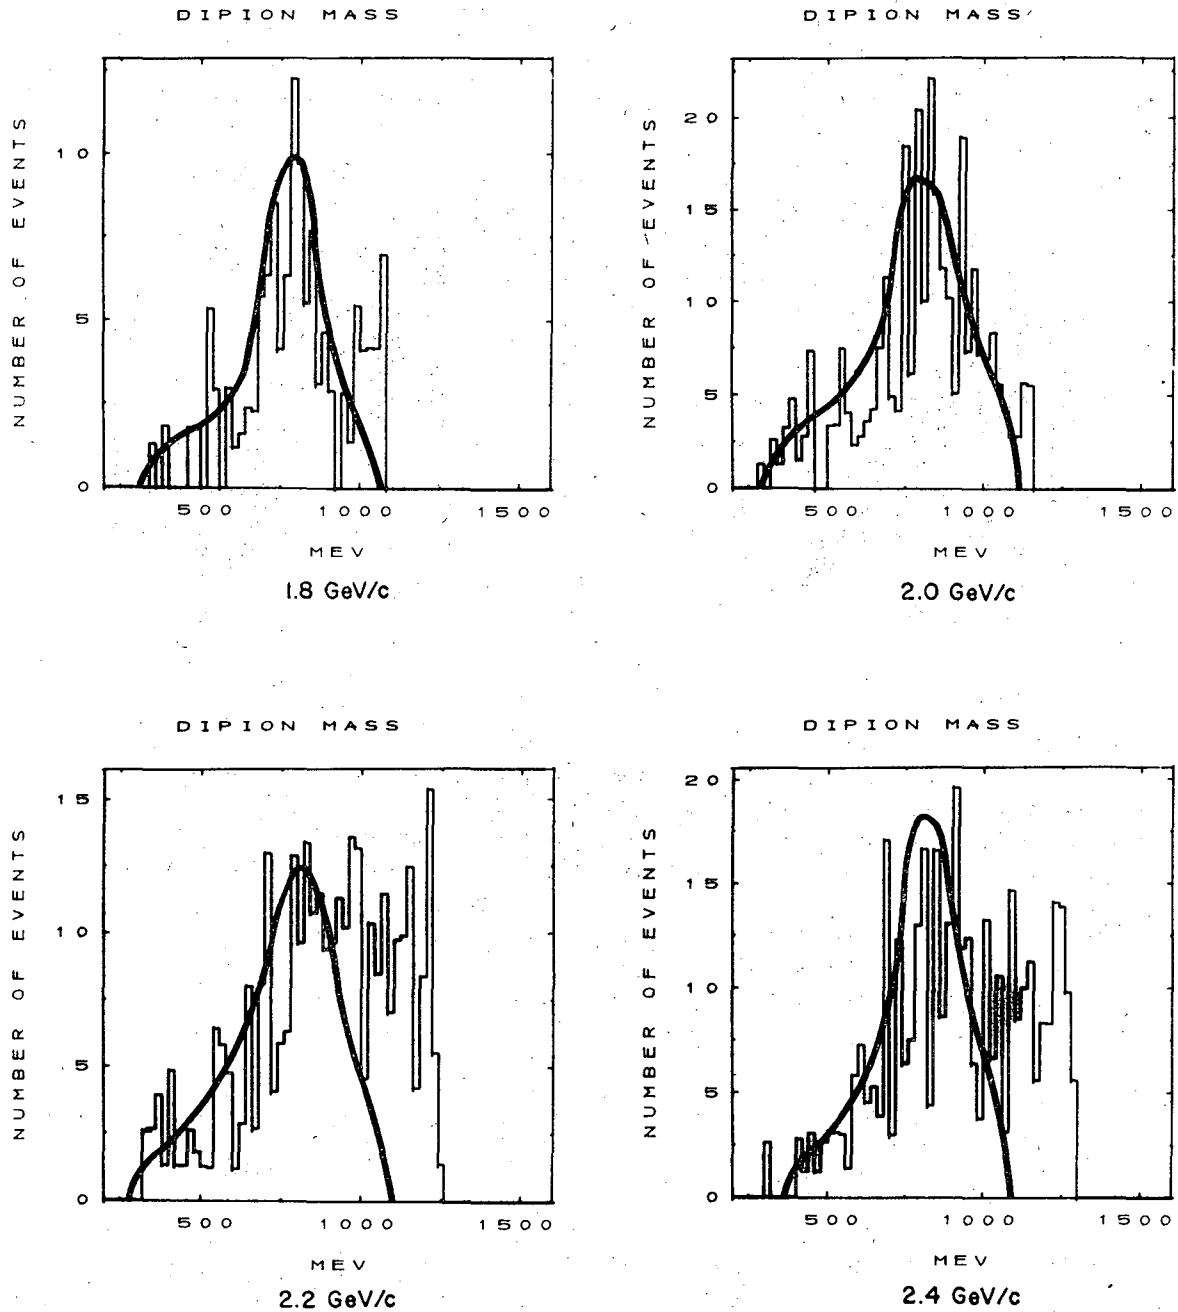 DIPION MASS
NUMBER OF EVENTS
10
5
0
500 1000 1500
MEV
1.8 GeV/c
DIPION MASS
NUMBER OF EVENTS
20
15
10
5
0
500 1000 1500
MEV
2.0 GeV/c
DIPION MASS
NUMBER OF EVENTS
15
10
5
0
500 1000 1500
MEV
2.2 GeV/c
DIPION MASS
NUMBER OF EVENTS
20
15
10
5
0
500 1000 1500
MEV
2.4 GeV/c